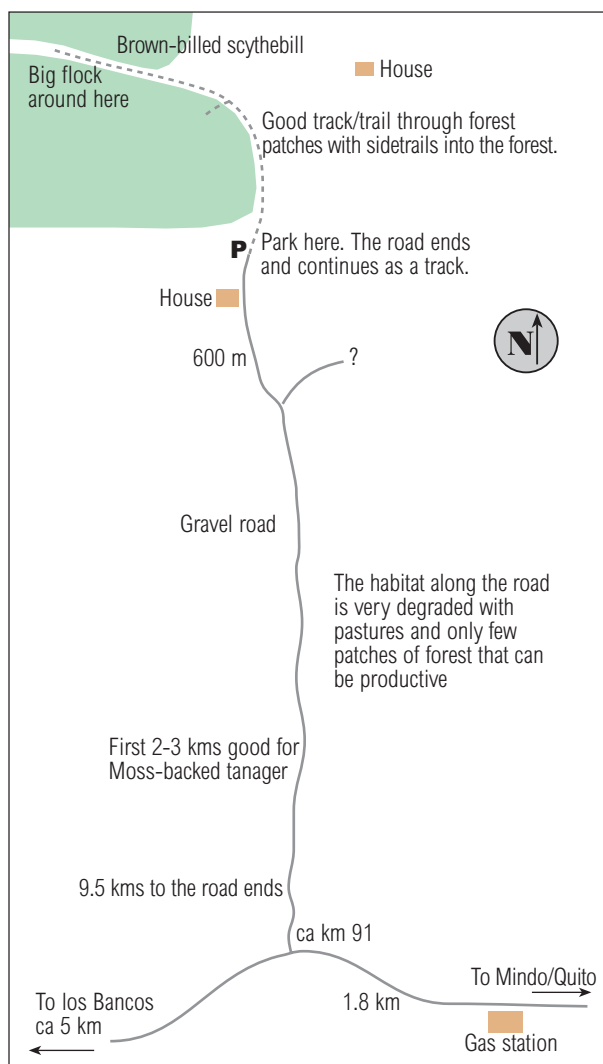 Brown-billed scythebill
House
Big flock
around here
Good track/trail through forest
patches with sidetrails into the forest.
P
Park here. The road ends
and continues as a track.
House
N
600 m
?
Gravel road
The habitat along the road
is very degraded with
pastures and only few
patches of forest that can
be productive
First 2-3 kms good for
Moss-backed tanager
9.5 kms to the road ends
ca km 91
To Mindo/Quito
To los Bancos
ca 5 km
1.8 km
Gas station